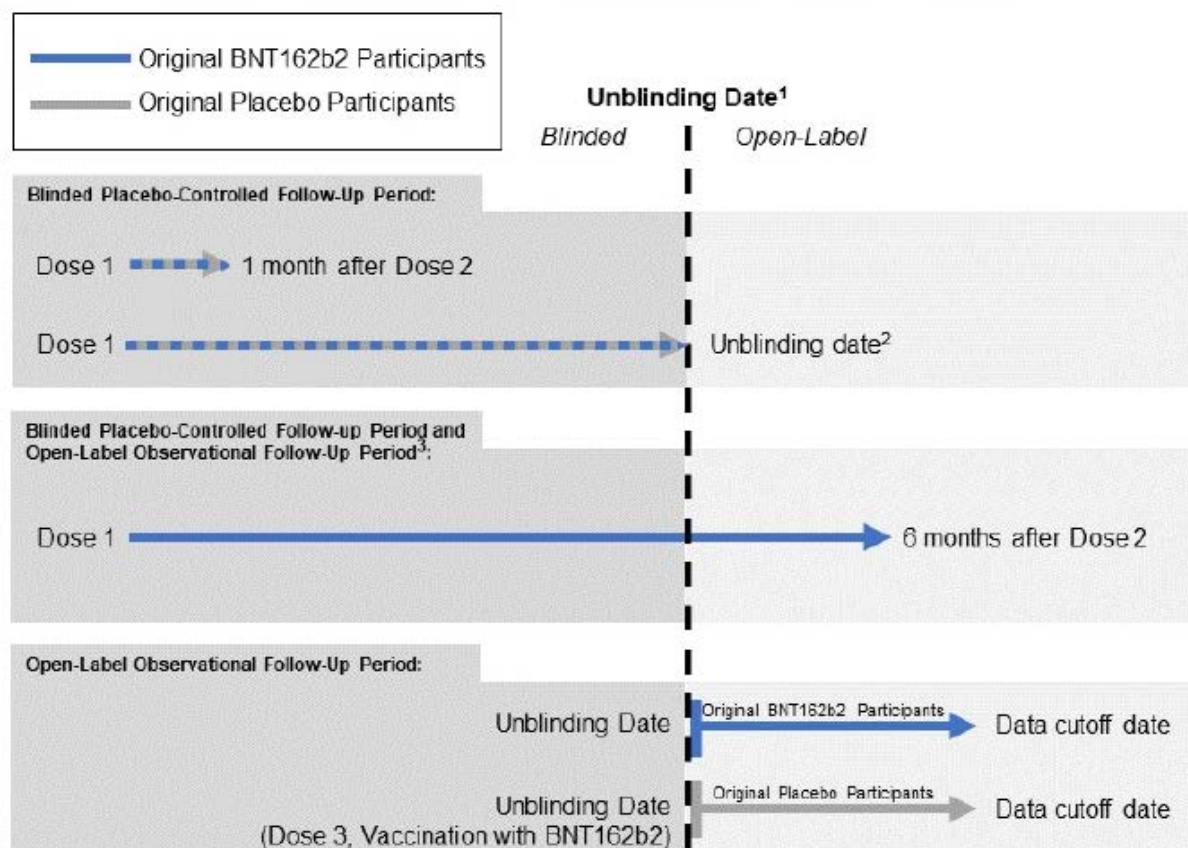 Original BNT162b2 Participants
Original Placebo Participants
Unblinding Date¹
Blinded
Open-Label
Blinded Placebo-Controlled Follow-Up Period:
Dose 1
1 month after Dose 2
Dose 1
Unblinding date²
Blinded Placebo-Controlled Follow-up Period and
Open-Label Observational Follow-Up Period³:
Dose 1
6 months after Dose 2
Open-Label Observational Follow-Up Period:
Unblinding Date
Original BNT162b2 Participants
Data cutoff date
Unblinding Date
(Dose 3, Vaccination with BNT162b2)
Original Placebo Participants
Data cutoff date